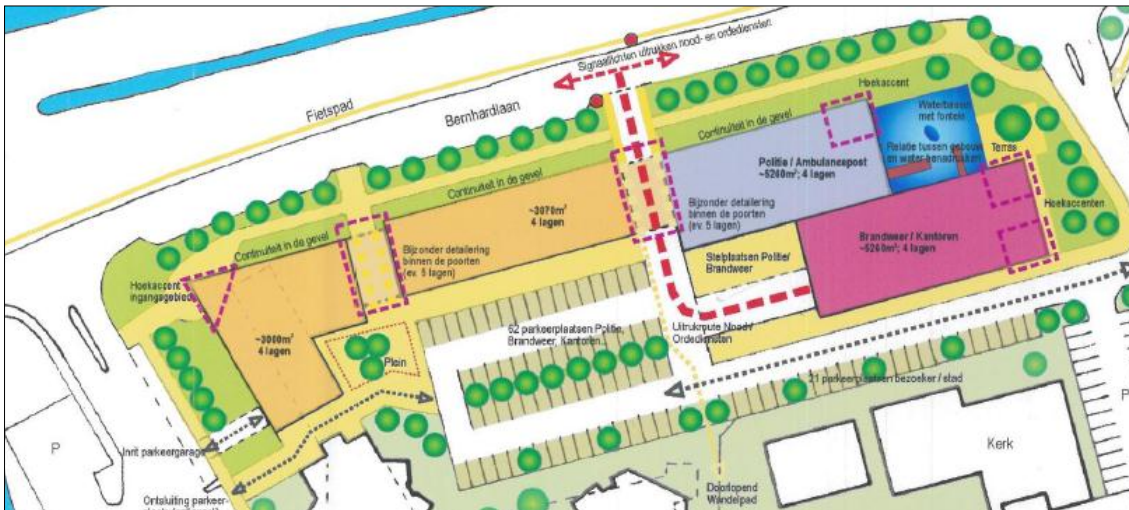 Signaallichten uitrukken nood- en ordediensten
Fietspad
Bernhardlaan
Hoekaccent
Waterbassin
met fontein
Continuïteit in de gevel
Relatie tussen gebouw
en water benadrukken
Terras
Politie / Ambulancepost
~5260m²; 4 lagen
Continuïteit in de gevel
~3070m²
4 lagen
Bijzonder detaillering
binnen de poorten
(ev. 5 lagen)
Hoekaccenten
Brandweer / Kantoren
~5260m²; 4 lagen
Continuïteit in de gevel
Bijzonder detaillering
binnen de poorten
(ev. 5 lagen)
Stelplaatsen Politie/
Brandweer
Hoekaccent
ingangsgebied
~3000m²
4 lagen
62 parkeerplaatsen Politie,
Brandweer, Kantoren
Uitrukroute Nood-/
Ordediensten
Plein
21 parkeerplaatsen bezoeker / stad
P
P
Inrit parkeergarage
Kerk
Ontsluiting parkeer-
Doorlopend
Wandelpad